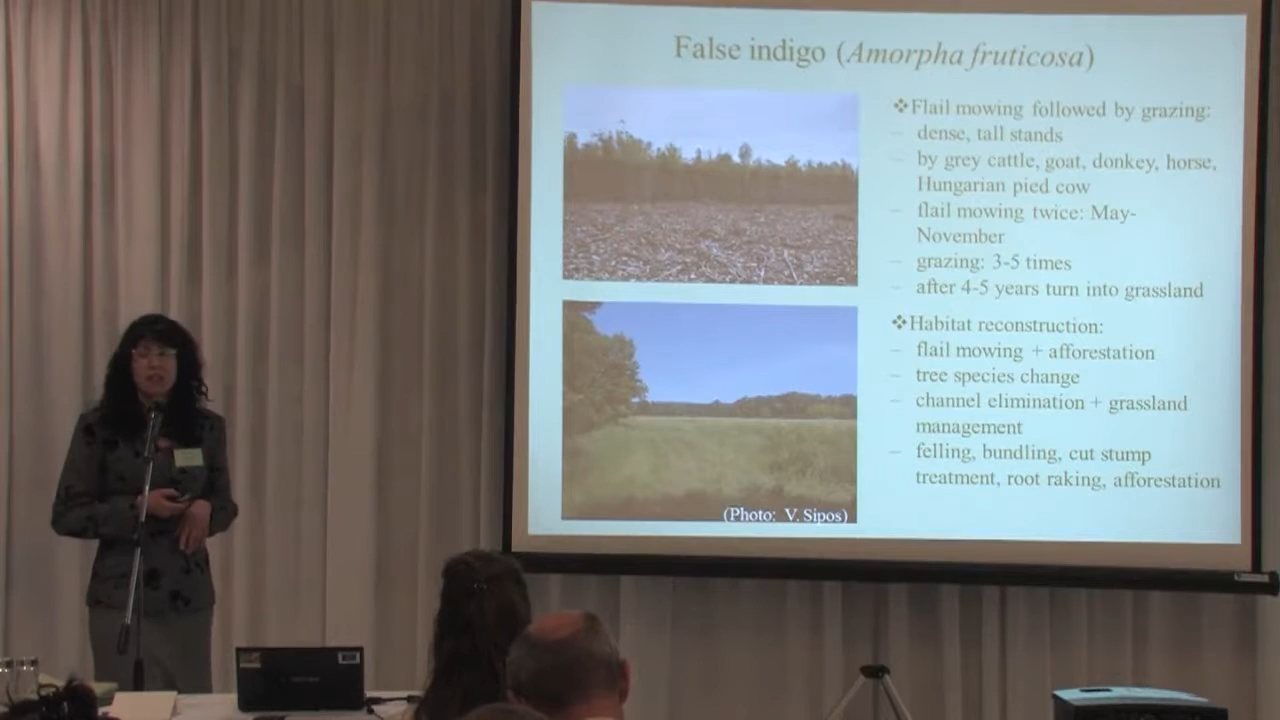 False indigo (Amorpha fruticosa)
❖Flail mowing followed by grazing:
– dense, tall stands
– by grey cattle, goat, donkey, horse,
Hungarian pied cow
– flail mowing twice: May-
November
– grazing: 3-5 times
– after 4-5 years turn into grassland
❖Habitat reconstruction:
– flail mowing + afforestation
– tree species change
– channel elimination + grassland
management
– felling, bundling, cut stump
treatment, root raking, afforestation
(Photo: V. Sipos)